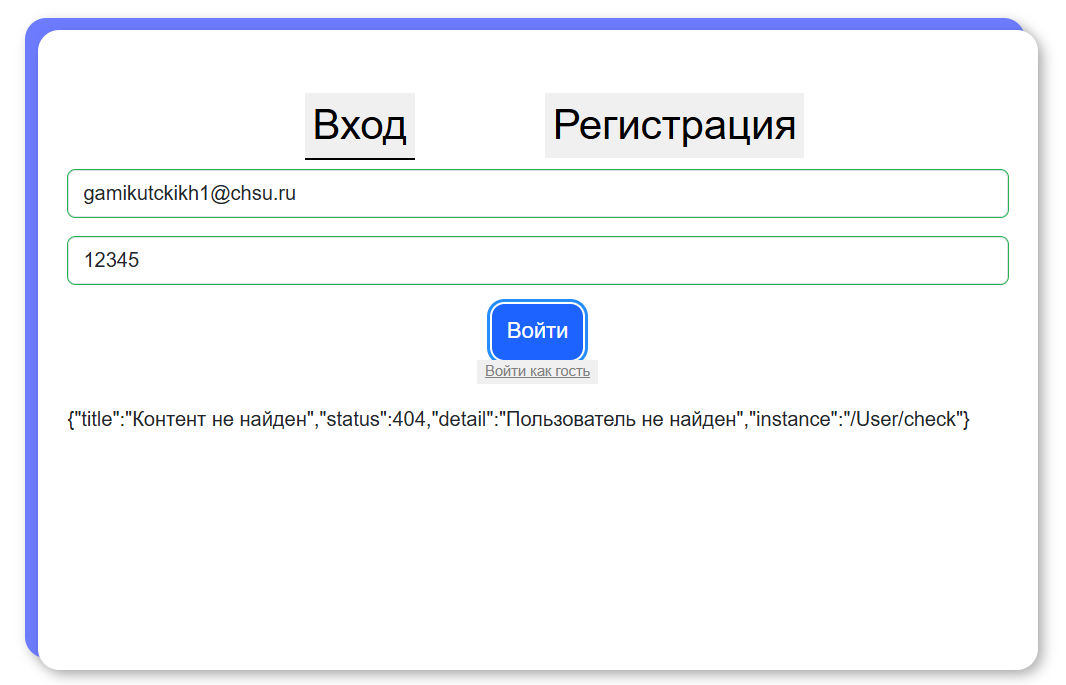 Вход Регистрация
gamikutckikh1@chsu.ru
12345
Войти
Войти как гость
{"title":"Контент не найден","status":404,"detail":"Пользователь не найден","instance":"/User/check"}